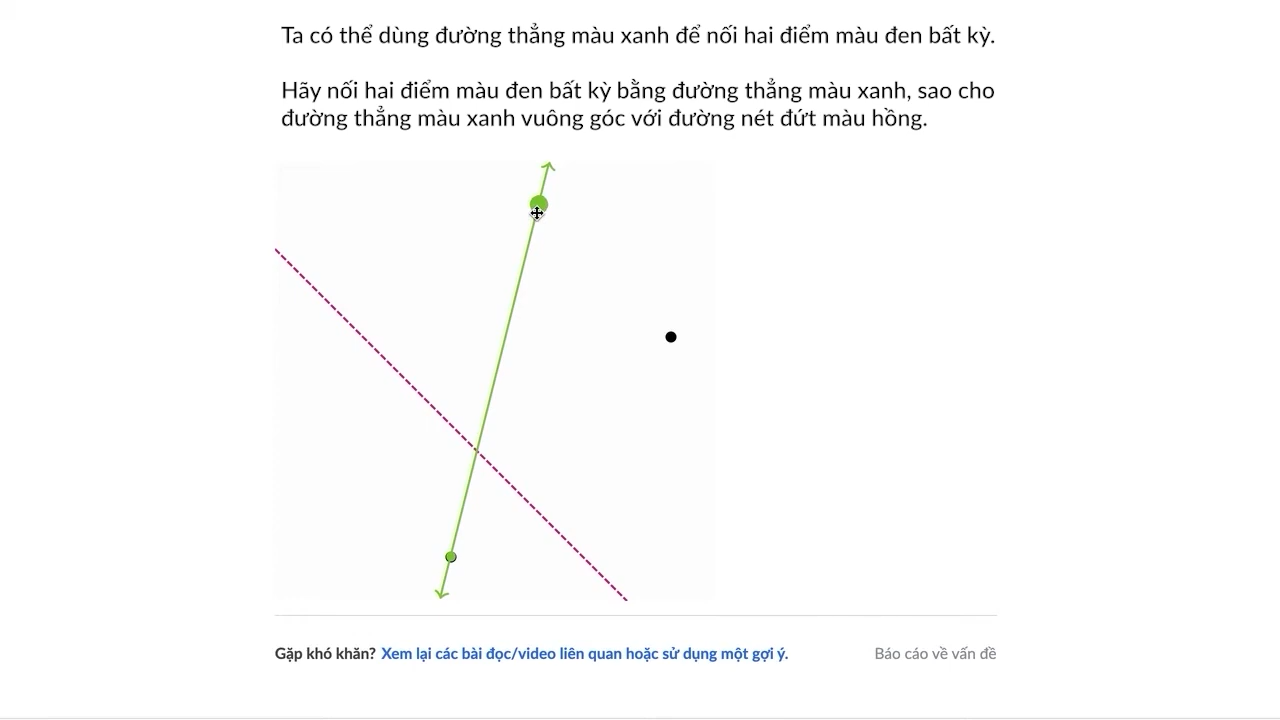 Ta có thể dùng đường thẳng màu xanh để nối hai điểm màu đen bất kỳ.
Hãy nối hai điểm màu đen bất kỳ bằng đường thẳng màu xanh, sao cho
đường thẳng màu xanh vuông góc với đường nét đứt màu hồng.
Gặp khó khăn? Xem lại các bài đọc/video liên quan hoặc sử dụng một gợi ý. Báo cáo về vấn đề